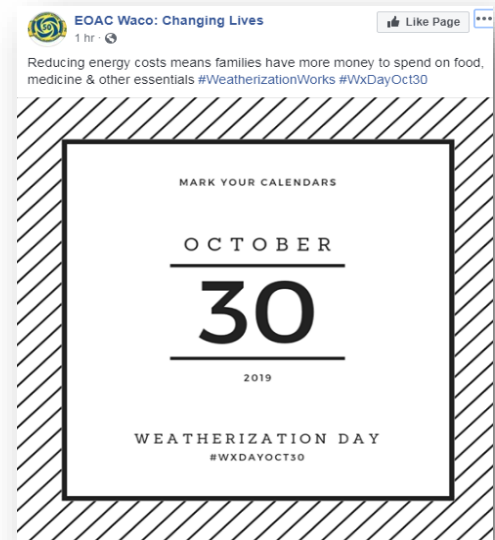 EOAC Waco: Changing Lives
Like Page
1 hr ·
Reducing energy costs means families have more money to spend on food,
medicine & other essentials #WeatherizationWorks #WxDayOct30
MARK YOUR CALENDARS
OCTOBER
30
2019
WEATHERIZATION DAY
#WXDAYOCT30